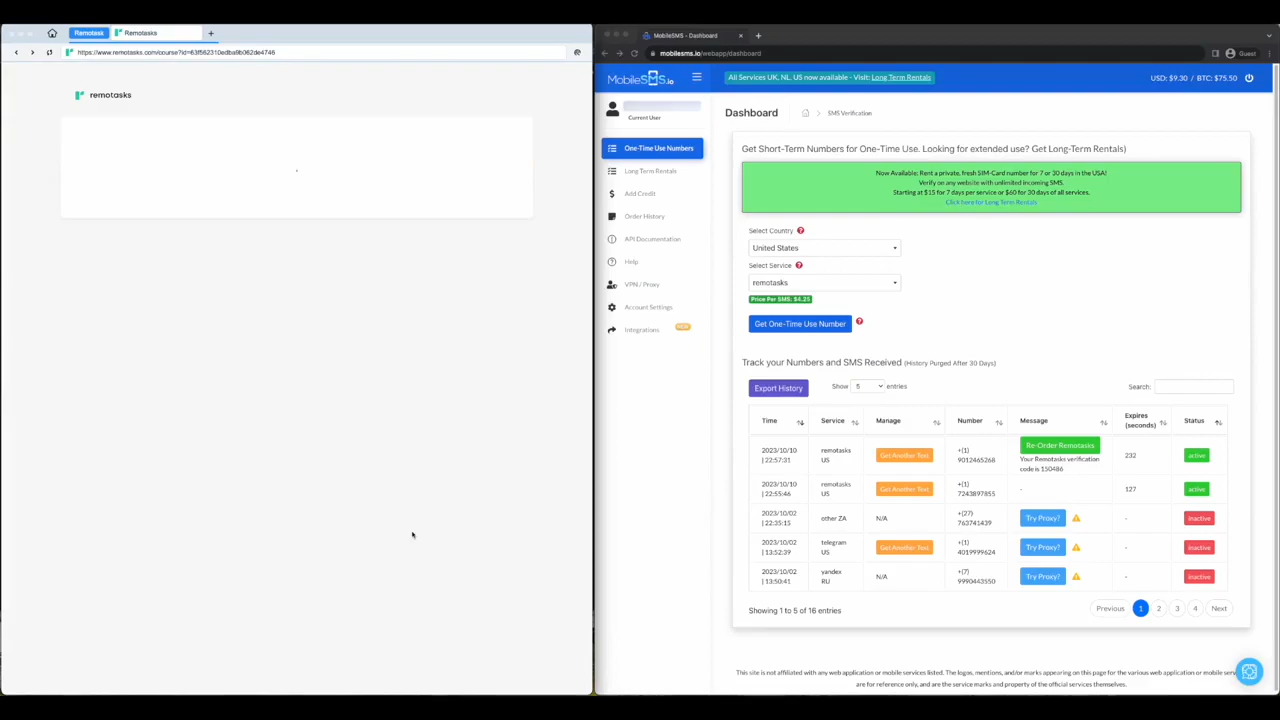 Remotask
Remotasks
https://www.remotasks.com/course?id=63f562310edba9b062de4746
remotasks
MobileSMS - Dashboard
mobilesms.io/webapp/dashboard
Guest
MobileSMS.io
All Services UK, NL, US now available - Visit: Long Term Rentals
USD: $9.30 / BTC: $75.50
Current User
One-Time Use Numbers
Long Term Rentals
Add Credit
Order History
API Documentation
Help
VPN / Proxy
Account Settings
Integrations
NEW
Dashboard
SMS Verification
Get Short-Term Numbers for One-Time Use. Looking for extended use? Get Long-Term Rentals)
Now Available: Rent a private, fresh SIM-Card number for 7 or 30 days in the USA!
Verify on any website with unlimited incoming SMS.
Starting at $15 for 7 days per service or $60 for 30 days of all services.
Click here for Long Term Rentals
Select Country
United States
Select Service
remotasks
Price Per SMS: $4.25
Get One-Time Use Number
Track your Numbers and SMS Received (History Purged After 30 Days)
Export History
Show 5 entries
Search:
Time Service Manage Number Message Expires (seconds) Status
2023/10/10 | 22:57:31 remotasks US Get Another Text +(1) 9012465268 Re-Order Remotasks Your Remotasks verification code is 150486 232 active
2023/10/10 | 22:55:46 remotasks US Get Another Text +(1) 7243897855 - 127 active
2023/10/02 | 22:35:15 other ZA N/A +(27) 763741439 Try Proxy? - inactive
2023/10/02 | 13:52:39 telegram US Get Another Text +(1) 4019999624 Try Proxy? - inactive
2023/10/02 | 13:50:41 yandex RU N/A +(7) 9990443550 Try Proxy? - inactive
Showing 1 to 5 of 16 entries
Previous 1 2 3 4 Next
This site is not affiliated with any web application or mobile services listed. The logos, mentions, and/or marks appearing on this page for the various web application or mobile serv
are for reference only, and are the service marks and property of the official services themselves.